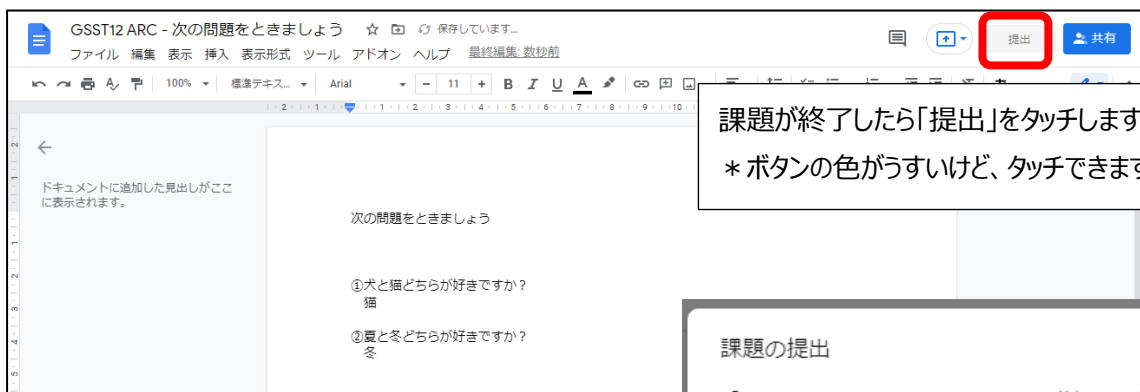 GSST12 ARC - 次の問題をときましょう
保存しています…
ファイル 編集 表示 挿入 表示形式 ツール アドオン ヘルプ 最終編集: 数秒前
提出
共有
100% 標準テキス… Arial 11 B I U A
課題が終了したら「提出」をタッチします
＊ボタンの色がうすいけど、タッチできます
ドキュメントに追加した見出しがここ
に表示されます。
次の問題をときましょう
①犬と猫どちらが好きですか？
猫
②夏と冬どちらが好きですか？
冬
課題の提出